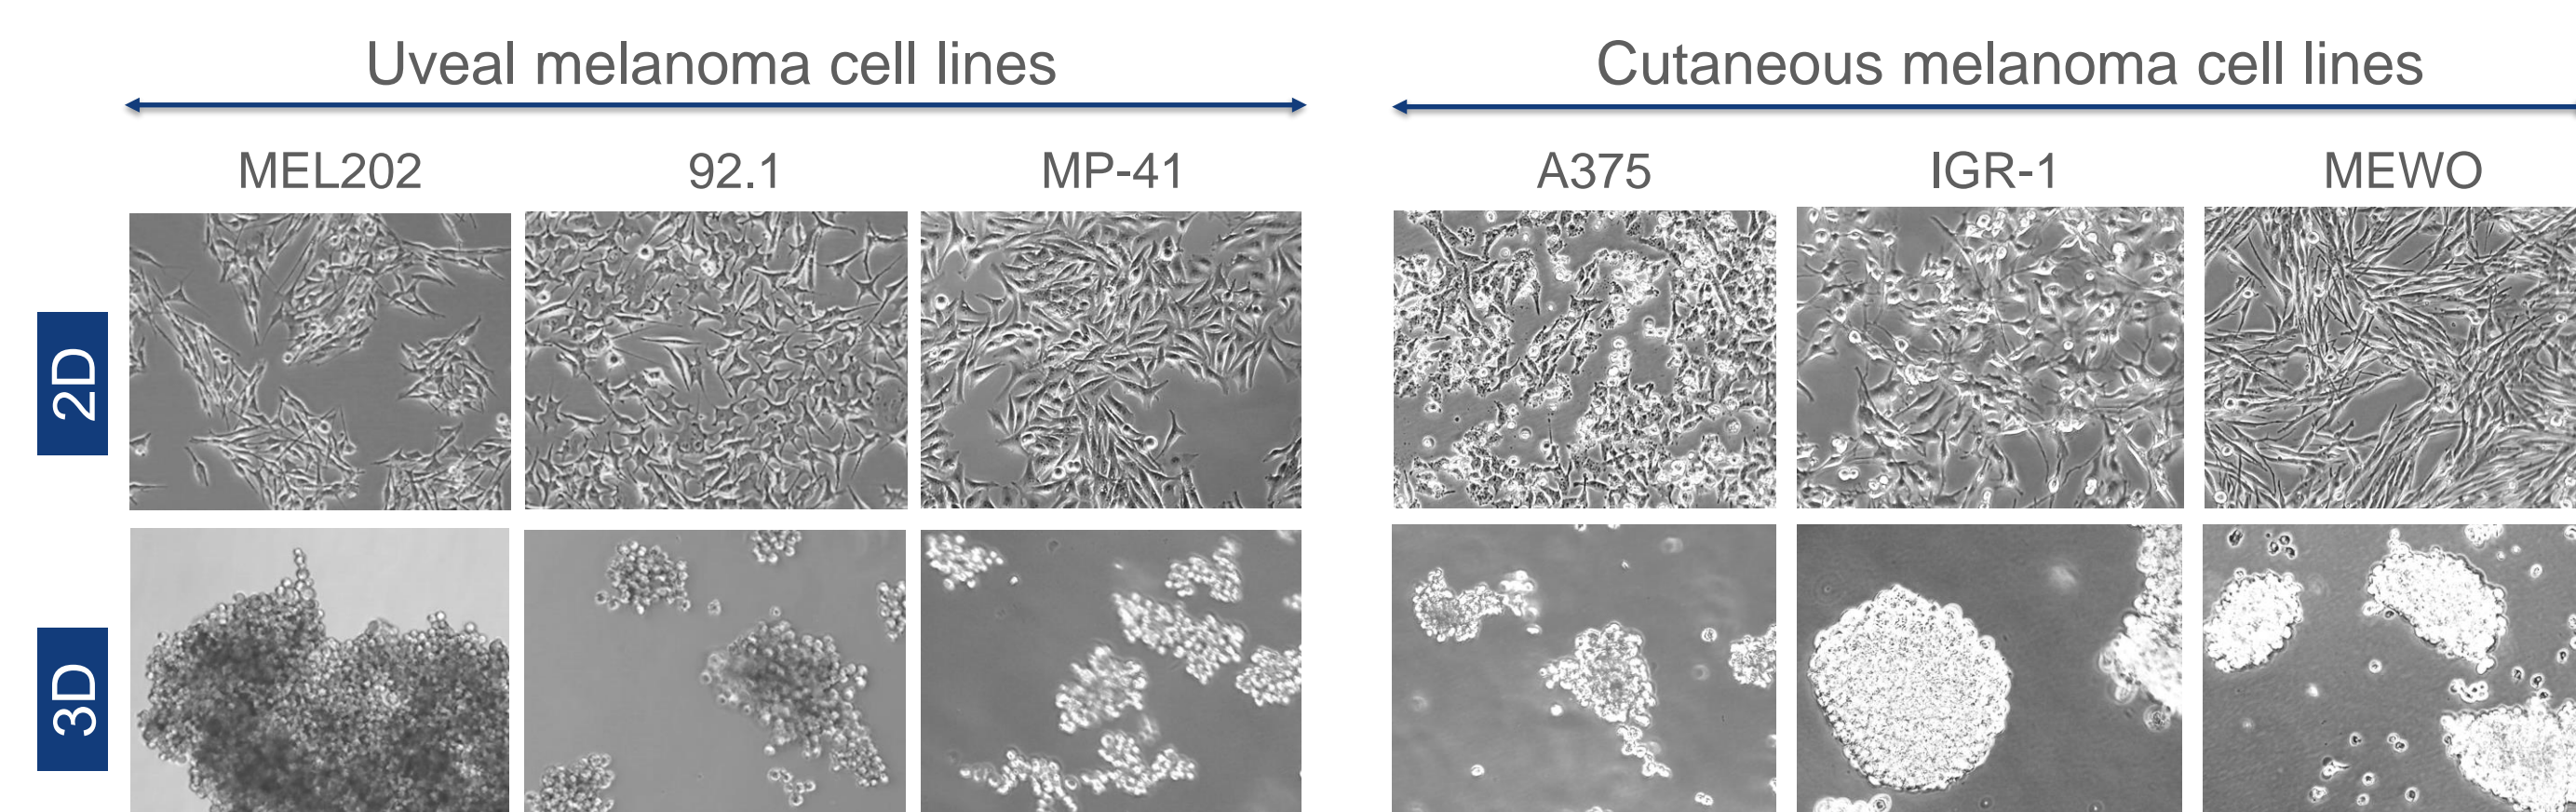 Uveal melanoma cell lines
Cutaneous melanoma cell lines
MEL202 92.1 MP-41 A375 IGR-1 MEWO
2D
3D